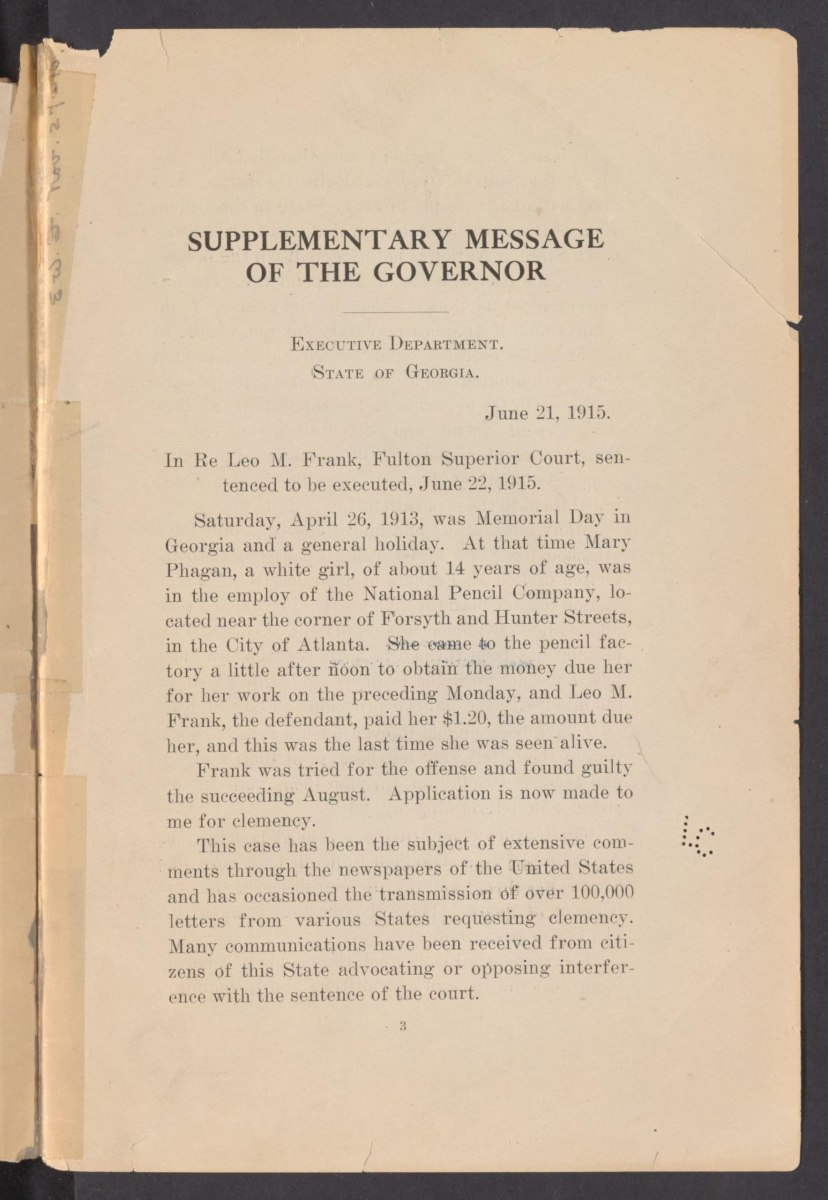 SUPPLEMENTARY MESSAGE
OF THE GOVERNOR
EXECUTIVE DEPARTMENT.
STATE OF GEORGIA.
June 21, 1915.
In Re Leo M. Frank, Fulton Superior Court, sen-
tenced to be executed, June 22, 1915.
Saturday, April 26, 1913, was Memorial Day in
Georgia and a general holiday. At that time Mary
Phagan, a white girl, of about 14 years of age, was
in the employ of the National Pencil Company, lo-
cated near the corner of Forsyth and Hunter Streets,
in the City of Atlanta. She came to the pencil fac-
tory a little after noon to obtain the money due her
for her work on the preceding Monday, and Leo M.
Frank, the defendant, paid her $1.20, the amount due
her, and this was the last time she was seen alive.
Frank was tried for the offense and found guilty
the succeeding August. Application is now made to
me for clemency.
This case has been the subject of extensive com-
ments through the newspapers of the United States
and has occasioned the transmission of over 100,000
letters from various States requesting clemency.
Many communications have been received from citi-
zens of this State advocating or opposing interfer-
ence with the sentence of the court.
3